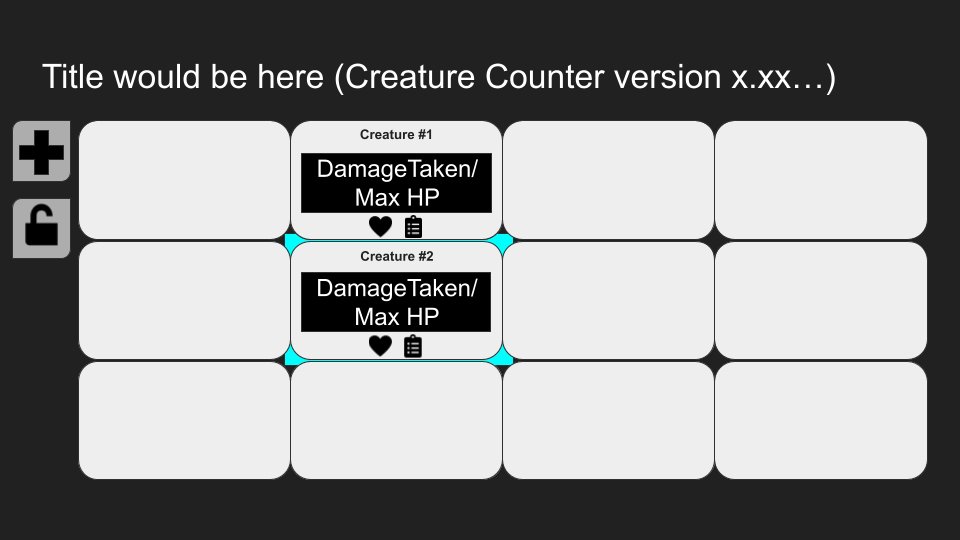 Title would be here (Creature Counter version x.xx…)
Creature #1
DamageTaken/
Max HP
Creature #2
DamageTaken/
Max HP